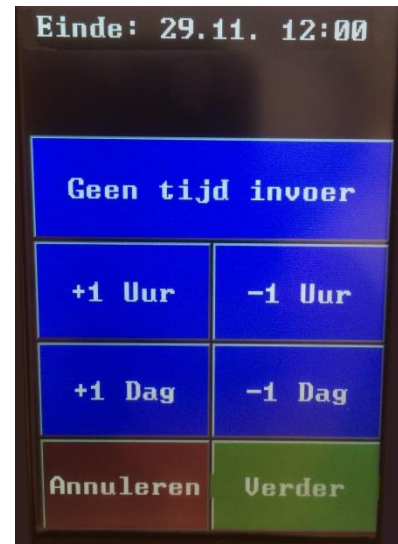 Einde: 29.11. 12:00
Geen tijd invoer
+1 Uur -1 Uur
+1 Dag -1 Dag
Annuleren Verder